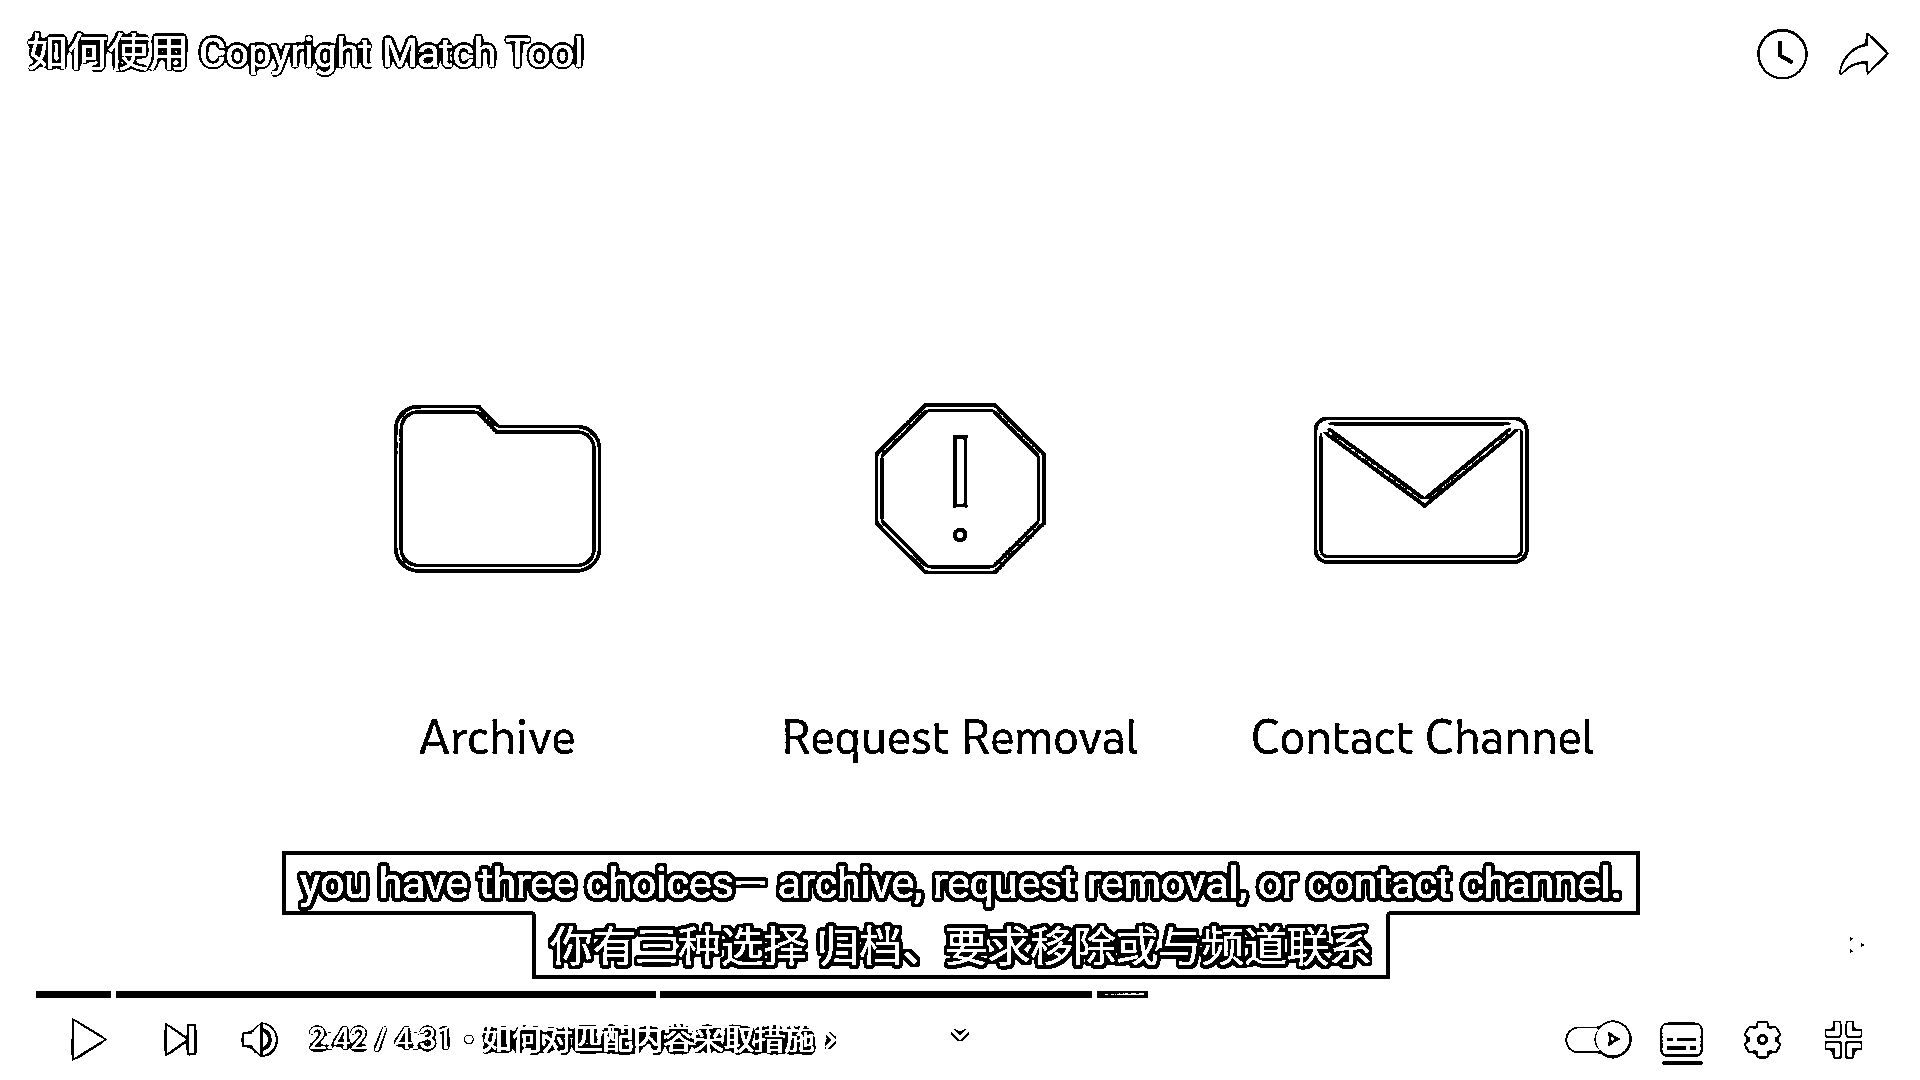 如何使用 Copyright Match Tool
Archive
Request Removal
Contact Channel
you have three choices— archive, request removal, or contact channel.
你有三种选择 归档、要求移除或与频道联系
2:42 / 4:31 • 如何对匹配内容采取措施 ›